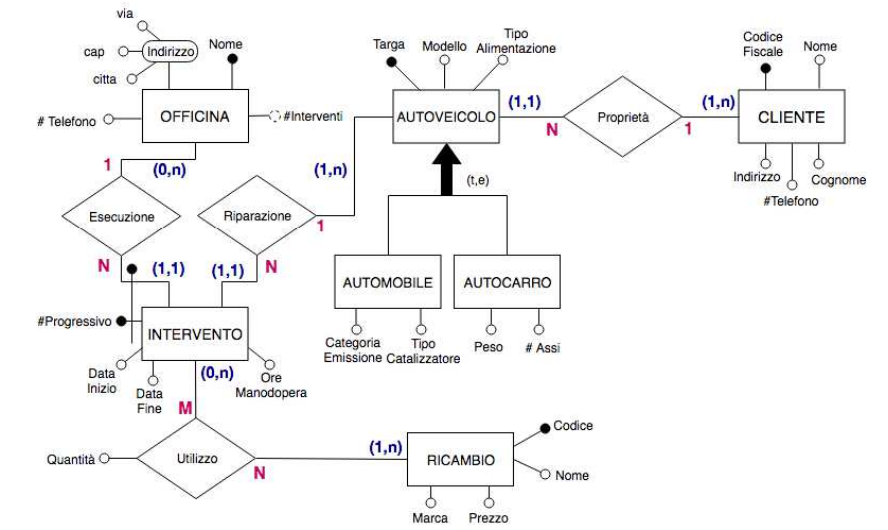 via
cap
Indirizzo
citta
Nome
OFFICINA
# Telefono
#Interventi
1
(0,n)
Esecuzione
N
(1,1)
Targa
Modello
Tipo
Alimentazione
AUTOVEICOLO
(1,1)
N
Proprietà
1
(1,n)
Codice
Fiscale
Nome
CLIENTE
Indirizzo
#Telefono
Cognome
(1,n)
Riparazione
1
(1,1)
N
(t,e)
AUTOMOBILE
AUTOCARRO
Categoria
Emissione
Tipo
Catalizzatore
Peso
# Assi
#Progressivo
INTERVENTO
Data
Inizio
Data
Fine
Ore
Manodopera
(0,n)
M
Quantità
Utilizzo
N
(1,n)
RICAMBIO
Codice
Nome
Marca
Prezzo